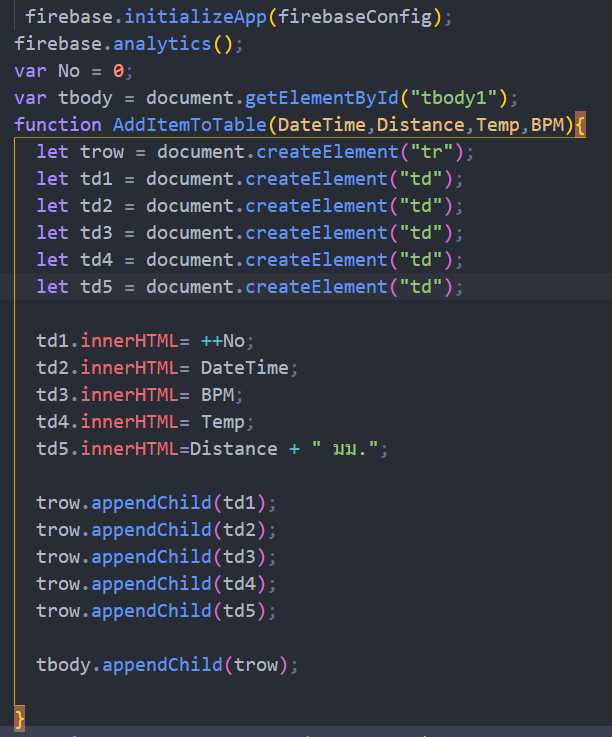 firebase.initializeApp(firebaseConfig);
firebase.analytics();
var No = 0;
var tbody = document.getElementById("tbody1");
function AddItemToTable(DateTime,Distance,Temp,BPM){
let trow = document.createElement("tr");
let td1 = document.createElement("td");
let td2 = document.createElement("td");
let td3 = document.createElement("td");
let td4 = document.createElement("td");
let td5 = document.createElement("td");
td1.innerHTML= ++No;
td2.innerHTML= DateTime;
td3.innerHTML= BPM;
td4.innerHTML= Temp;
td5.innerHTML=Distance + " มม.";
trow.appendChild(td1);
trow.appendChild(td2);
trow.appendChild(td3);
trow.appendChild(td4);
trow.appendChild(td5);
tbody.appendChild(trow);
}